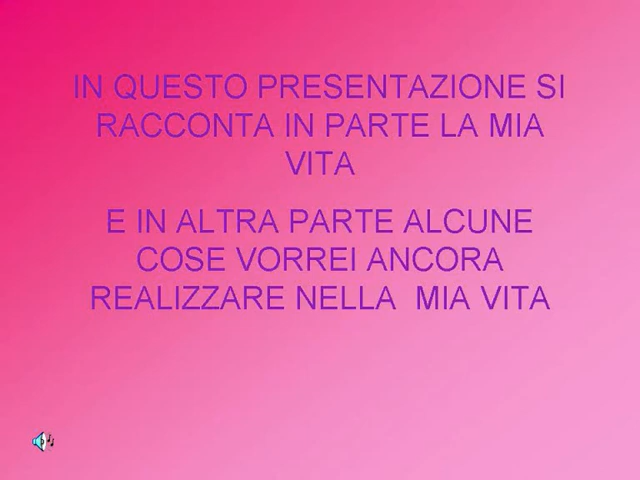 IN QUESTO PRESENTAZIONE SI
RACCONTA IN PARTE LA MIA
VITA
E IN ALTRA PARTE ALCUNE
COSE VORREI ANCORA
REALIZZARE NELLA  MIA VITA